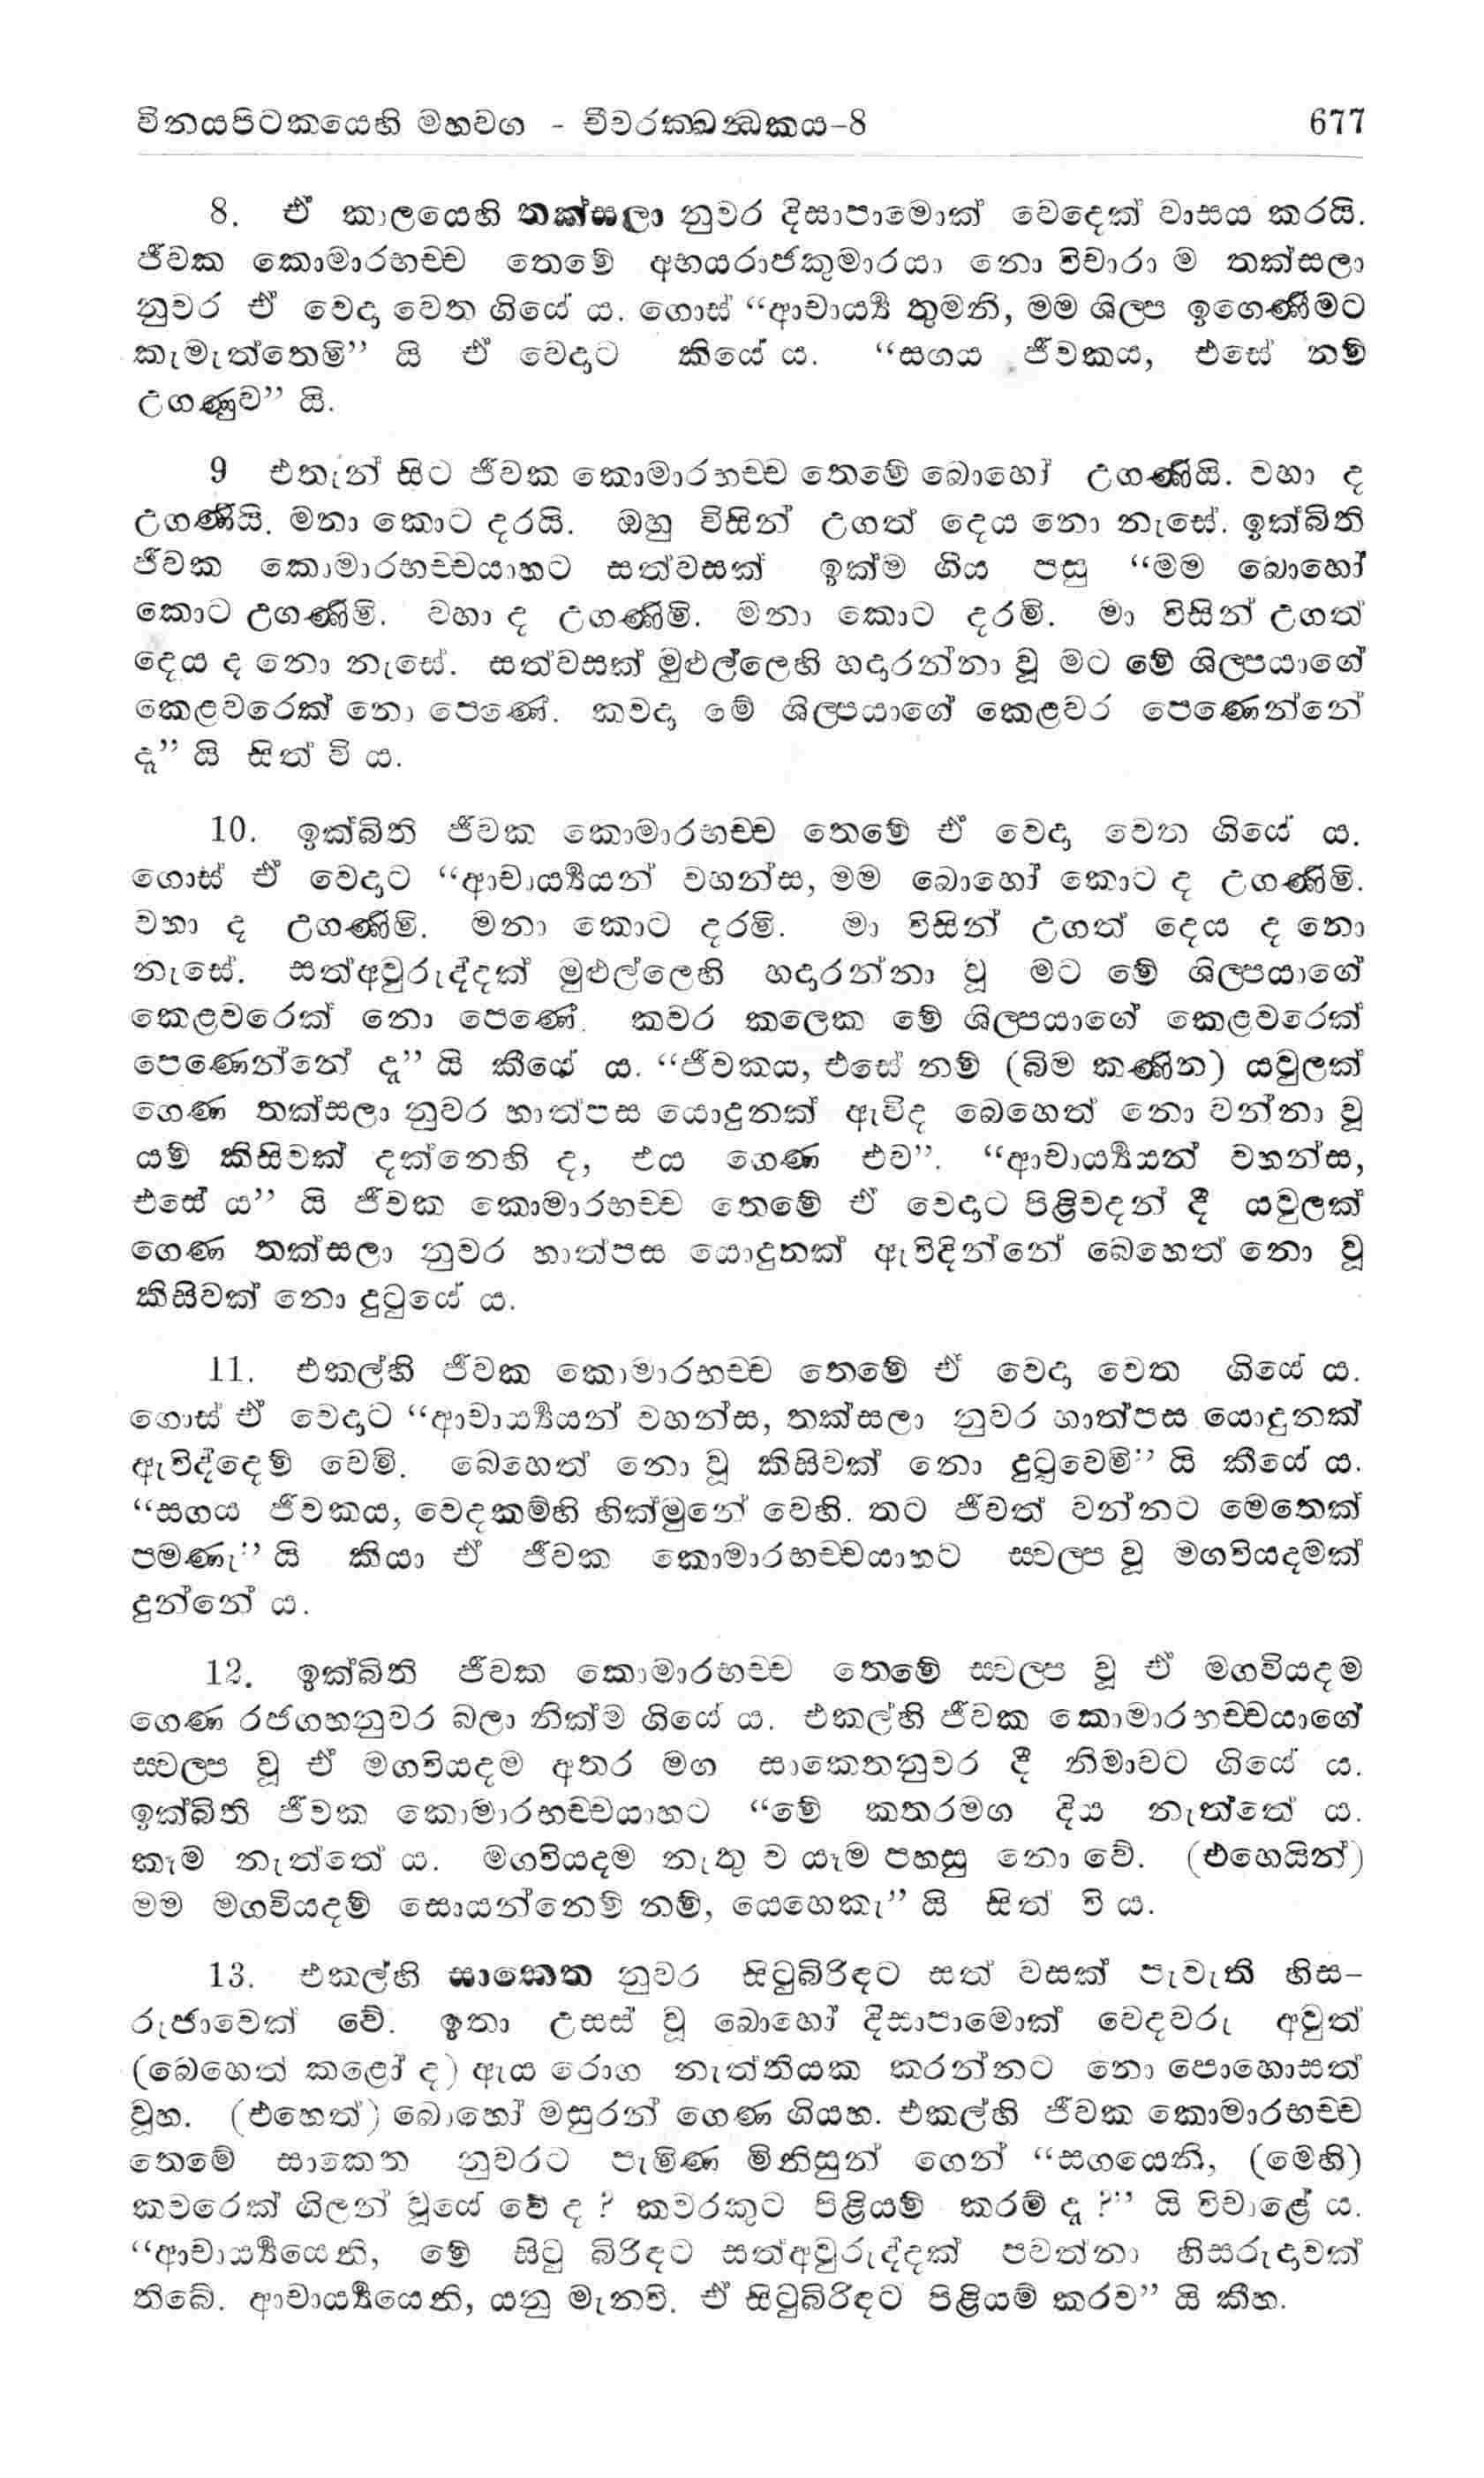 විනයපිටකයෙහි මහවග - චීවරක්ඛන්ධකය-8 677
8. ඒ කාලයෙහි තක්සලා නුවර දිසාපාමොක් වෙදෙක් වාසය කරයි.
ජීවක කොමාරභච්ච තෙමේ අභයරාජකුමාරයා නො විචාරා ම තක්සලා
නුවර ඒ වෙදා වෙත ගියේ ය. ගොස් “ආචාර්‍ය්‍ය තුමනි, මම ශිල්ප ඉගෙණීමට
කැමැත්තෙමි” යි ඒ වෙදාට කියේ ය. “සගය ජීවකය, එසේ නම්
උගණුව” යි.
9 එතැන් සිට ජීවක කොමාරභච්ච තෙමේ බොහෝ උගණියි. වහා ද
උගණියි. මනා කොට දරයි. ඔහු විසින් උගත් දෙය නො නැසේ. ඉක්බිති
ජීවක කොමාරභච්චයාහට සත්වසක් ඉක්ම ගිය පසු “මම බොහෝ
කොට උගණිමි. වහා ද උගණිමි. මනා කොට දරමි. මා විසින් උගත්
දෙය ද නො නැසේ. සත්වසක් මුළුල්ලෙහි හදාරන්නා වූ මට මේ ශිල්පයාගේ
කෙළවරෙක් නො පෙණේ. කවදා මේ ශිල්පයාගේ කෙළවර පෙණෙන්නේ
දෑ” යි සිත් වි ය.
10. ඉක්බිති ජීවක කොමාරභච්ච තෙමේ ඒ වෙදා වෙත ගියේ ය.
ගොස් ඒ වෙදාට “ආචාර්‍ය්‍යයන් වහන්ස, මම බොහෝ කොට ද උගණිමි.
වහා ද උගණිමි. මනා කොට දරමි. මා විසින් උගත් දෙය ද නො
නැසේ. සත්අවුරුද්දක් මුළුල්ලෙහි හදාරන්නා වූ මට මේ ශිල්පයාගේ
කෙළවරෙක් නො පෙණේ. කවර කලෙක මේ ශිල්පයාගේ කෙළවරෙක්
පෙණෙන්නේ දෑ” යි කීයේ ය. “ජීවකය, එසේ නම් (බිම කණින) යවුලක්
ගෙණ තක්සලා නුවර හාත්පස යොදුනක් ඇවිද බෙහෙත් නො වන්නා වූ
යම් කිසිවක් දක්නෙහි ද, එය ගෙණ එව”. “ආචාර්‍ය්‍යයන් වහන්ස,
එසේ ය” යි ජීවක කොමාරභච්ච තෙමේ ඒ වෙදාට පිළිවදන් දී යවුලක්
ගෙණ තක්සලා නුවර හාත්පස යොදුනක් ඇවිදින්නේ බෙහෙත් නො වූ
කිසිවක් නො දුටුයේ ය.
11. එකල්හි ජීවක කොමාරභච්ච තෙමේ ඒ වෙදා වෙත ගියේ ය.
ගොස් ඒ වෙදාට “ආචාර්‍ය්‍යයන් වහන්ස, තක්සලා නුවර හාත්පස යොදුනක්
ඇවිද්දෙම් වෙමි. බෙහෙත් නො වූ කිසිවක් නො දුටුවෙමි” යි කීයේ ය.
“සගය ජීවකය, වෙදකම්හි හික්මුනේ වෙහි. තට ජීවත් වන්නට මෙතෙක්
පමණැ” යි කියා ඒ ජීවක කොමාරභච්චයාහට ස්වල්ප වූ මගවියදමක්
දුන්නේ ය.
12. ඉක්බිති ජීවක කොමාරභච්ච තෙමේ ස්වල්ප වූ ඒ මගවියදම
ගෙණ රජගහනුවර බලා නික්ම ගියේ ය. එකල්හි ජීවක කොමාරභච්චයාගේ
ස්වල්ප වූ ඒ මගවියදම අතර මග සාකෙතනුවර දී නිමාවට ගියේ ය.
ඉක්බිති ජීවක කොමාරභච්චයාහට “මේ කතරමග දිය නැත්තේ ය.
කෑම නැත්තේ ය. මගවියදම නැතු ව යෑම පහසු නො වේ. (එහෙයින්)
මම මගවියදම් සොයන්නෙම් නම්, යෙහෙකැ” යි සිත් වි ය.
13. එකල්හි සාකෙත නුවර සිටුබිරිඳට සත් වසක් පැවැති හිස-
රුජාවෙක් වේ. ඉතා උසස් වූ බොහෝ දිසාපාමොක් වෙදවරු අවුත්
(බෙහෙත් කළෝ ද) ඇය රොග නැත්තියක කරන්නට නො පොහොසත්
වූහ. (එහෙත්) බොහෝ මසුරන් ගෙණ ගියහ. එකල්හි ජීවක කොමාරභච්ච
තෙමේ සාකෙත නුවරට පැමිණ මිනිසුන් ගෙන් “සගයෙනි, (මෙහි)
කවරෙක් ගිලන් වූයේ වේ ද ? කවරකුට පිළියම් කරම් දෑ ?” යි විචාළේ ය.
“ආචාර්‍ය්‍යයෙනි, මේ සිටු බිරිඳට සත්අවුරුද්දක් පවත්නා හිසරුදාවක්
තිබේ. ආචාර්‍ය්‍යයෙනි, යනු මැනවි. ඒ සිටුබිරිඳට පිළියම් කරව” යි කීහ.